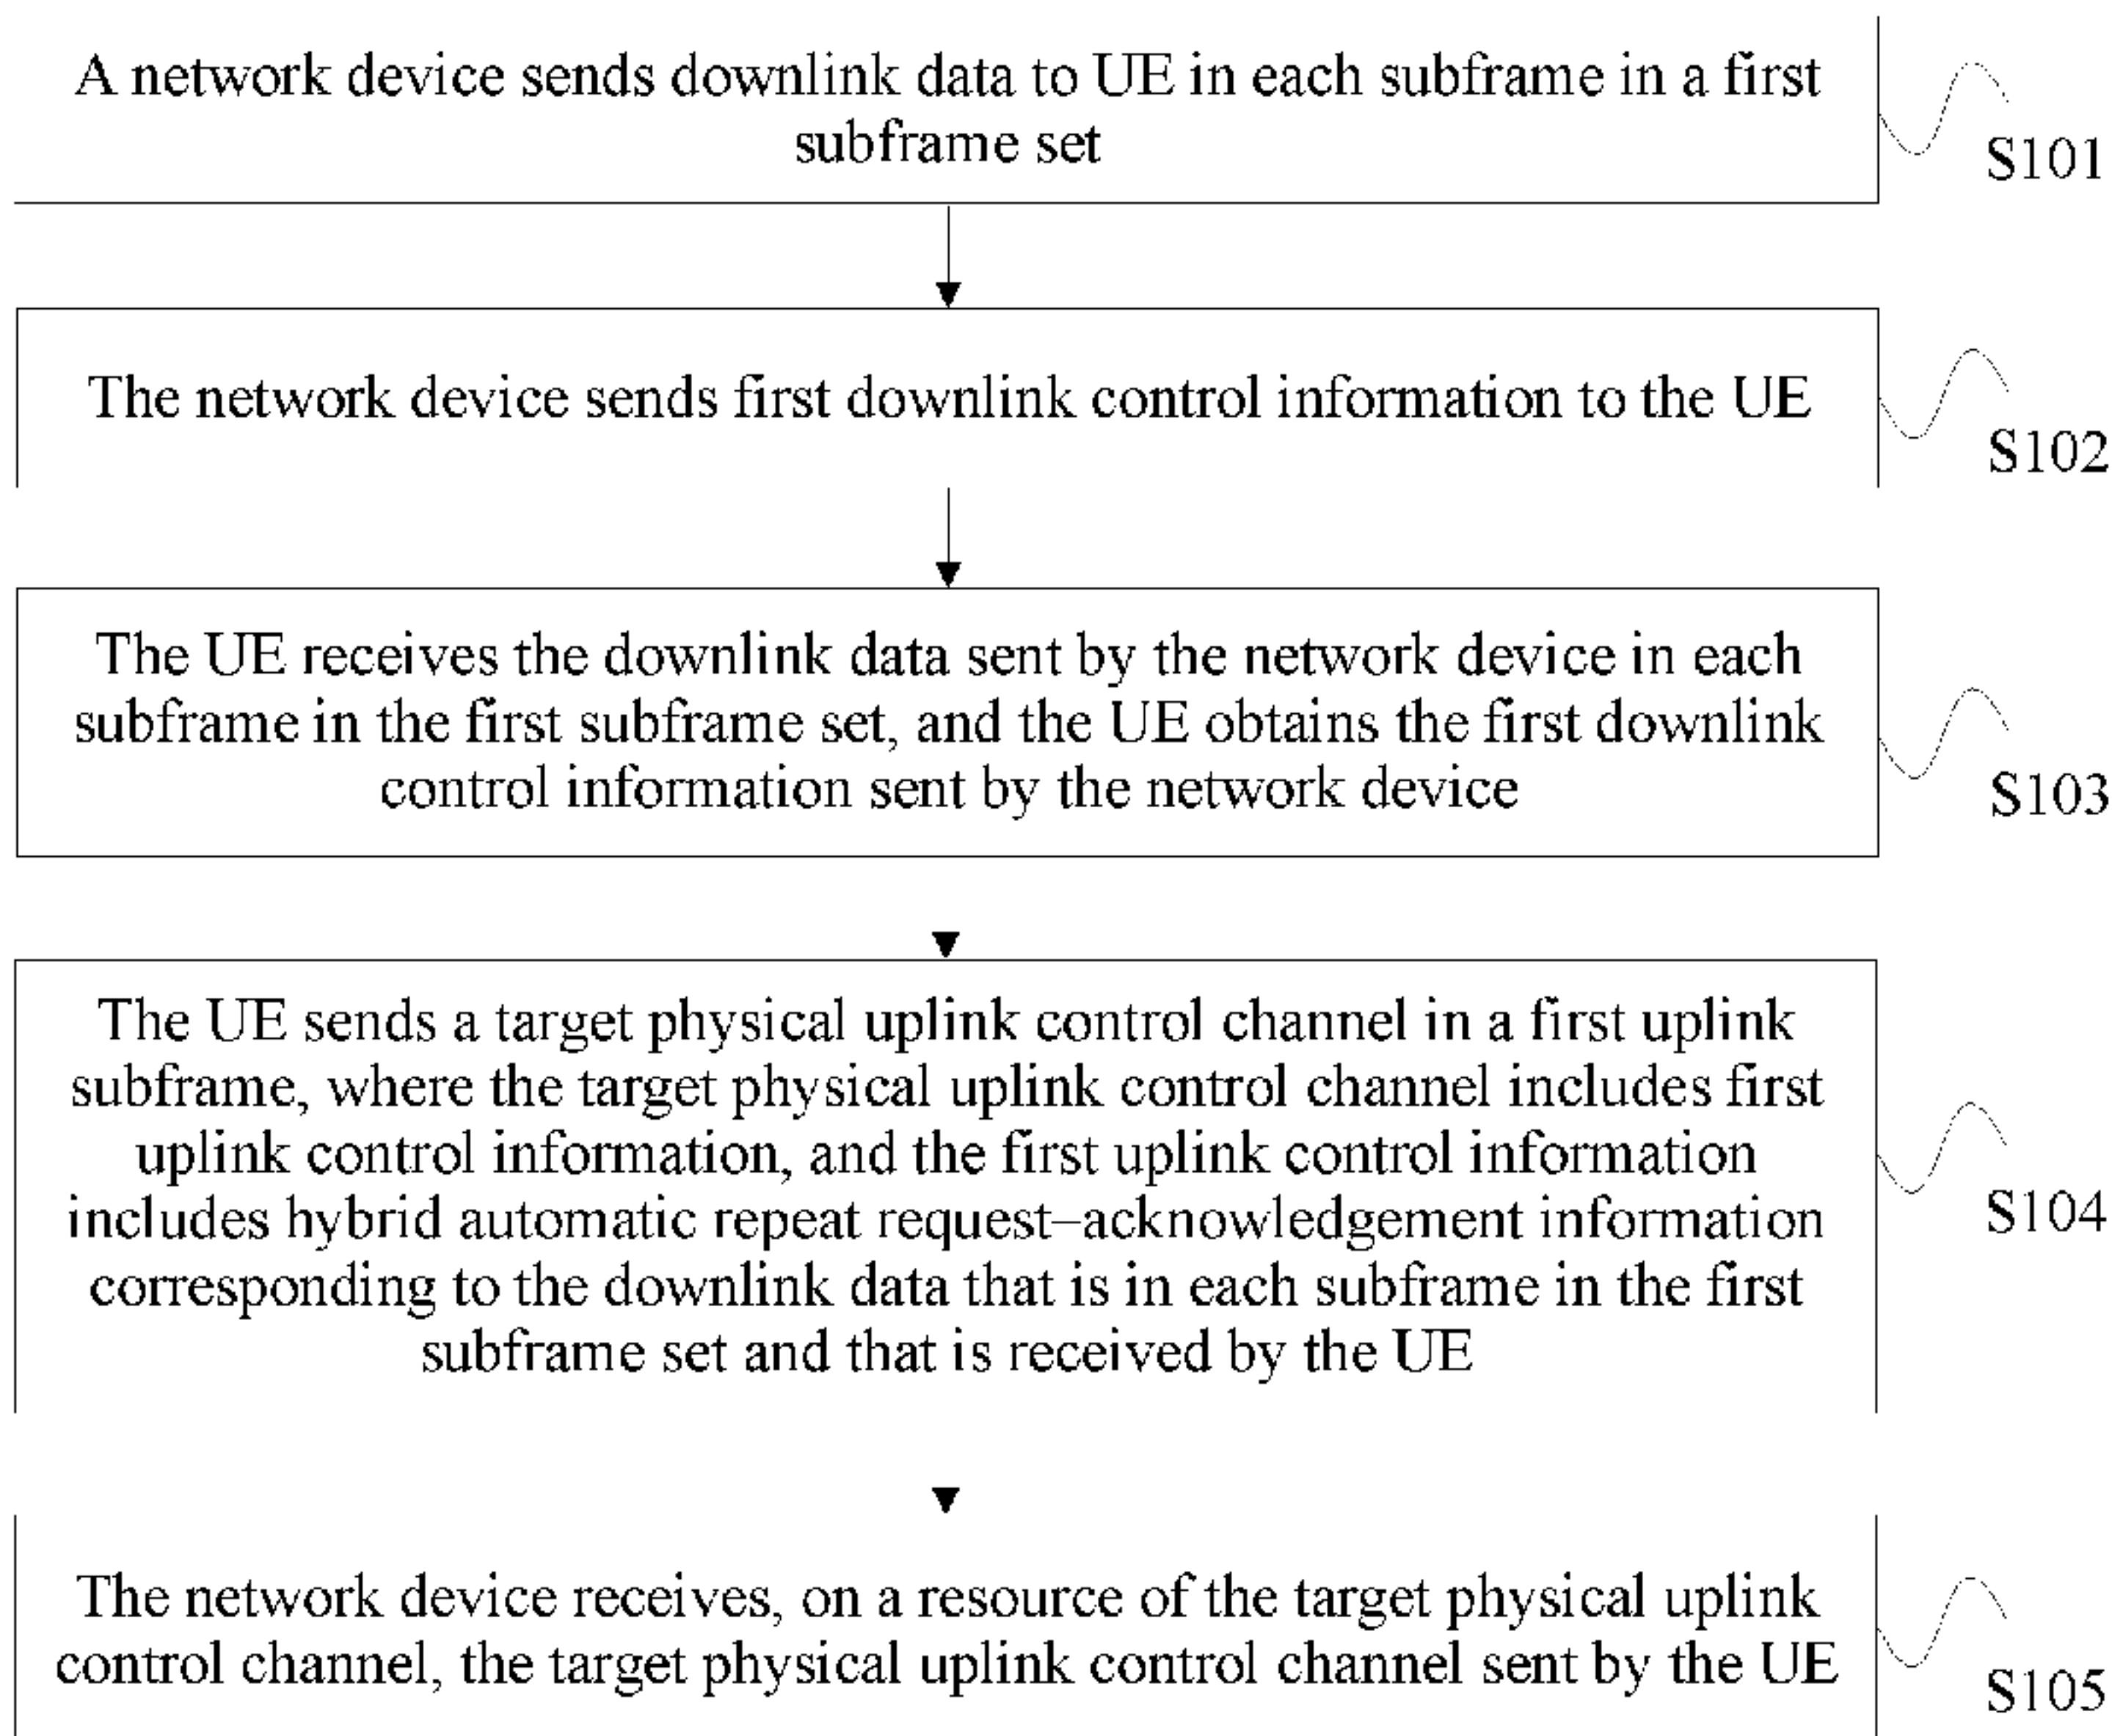 A network device sends downlink data to UE in each subframe in a first
subframe set
S101
The network device sends first downlink control information to the UE
S102
The UE receives the downlink data sent by the network device in each
subframe in the first subframe set, and the UE obtains the first downlink
control information sent by the network device
S103
The UE sends a target physical uplink control channel in a first uplink
subframe, where the target physical uplink control channel includes first
uplink control information, and the first uplink control information
includes hybrid automatic repeat request–acknowledgement information
corresponding to the downlink data that is in each subframe in the first
subframe set and that is received by the UE
S104
The network device receives, on a resource of the target physical uplink
control channel, the target physical uplink control channel sent by the UE
S105